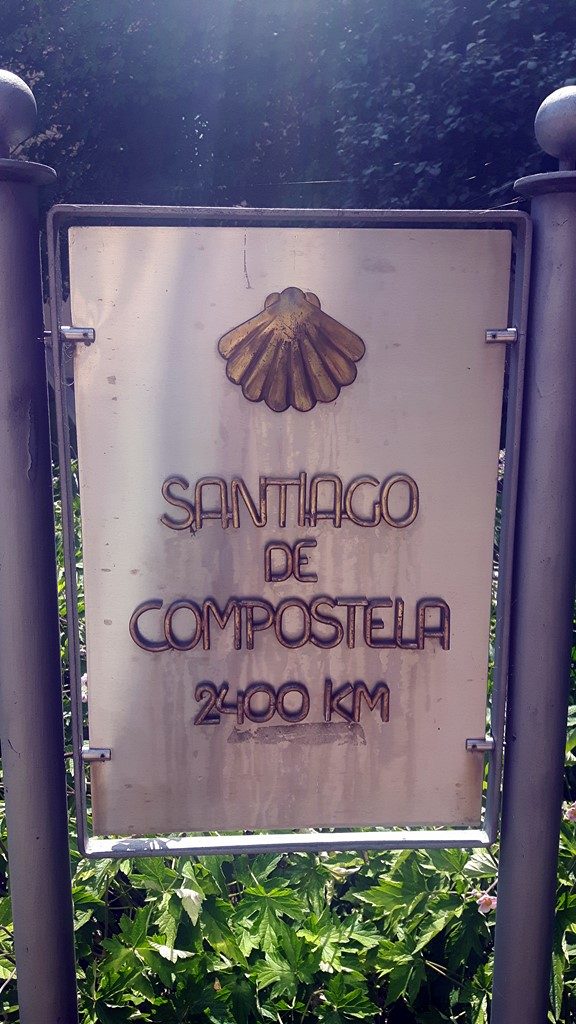 SANTIAGO
DE
COMPOSTELA
2400 KM